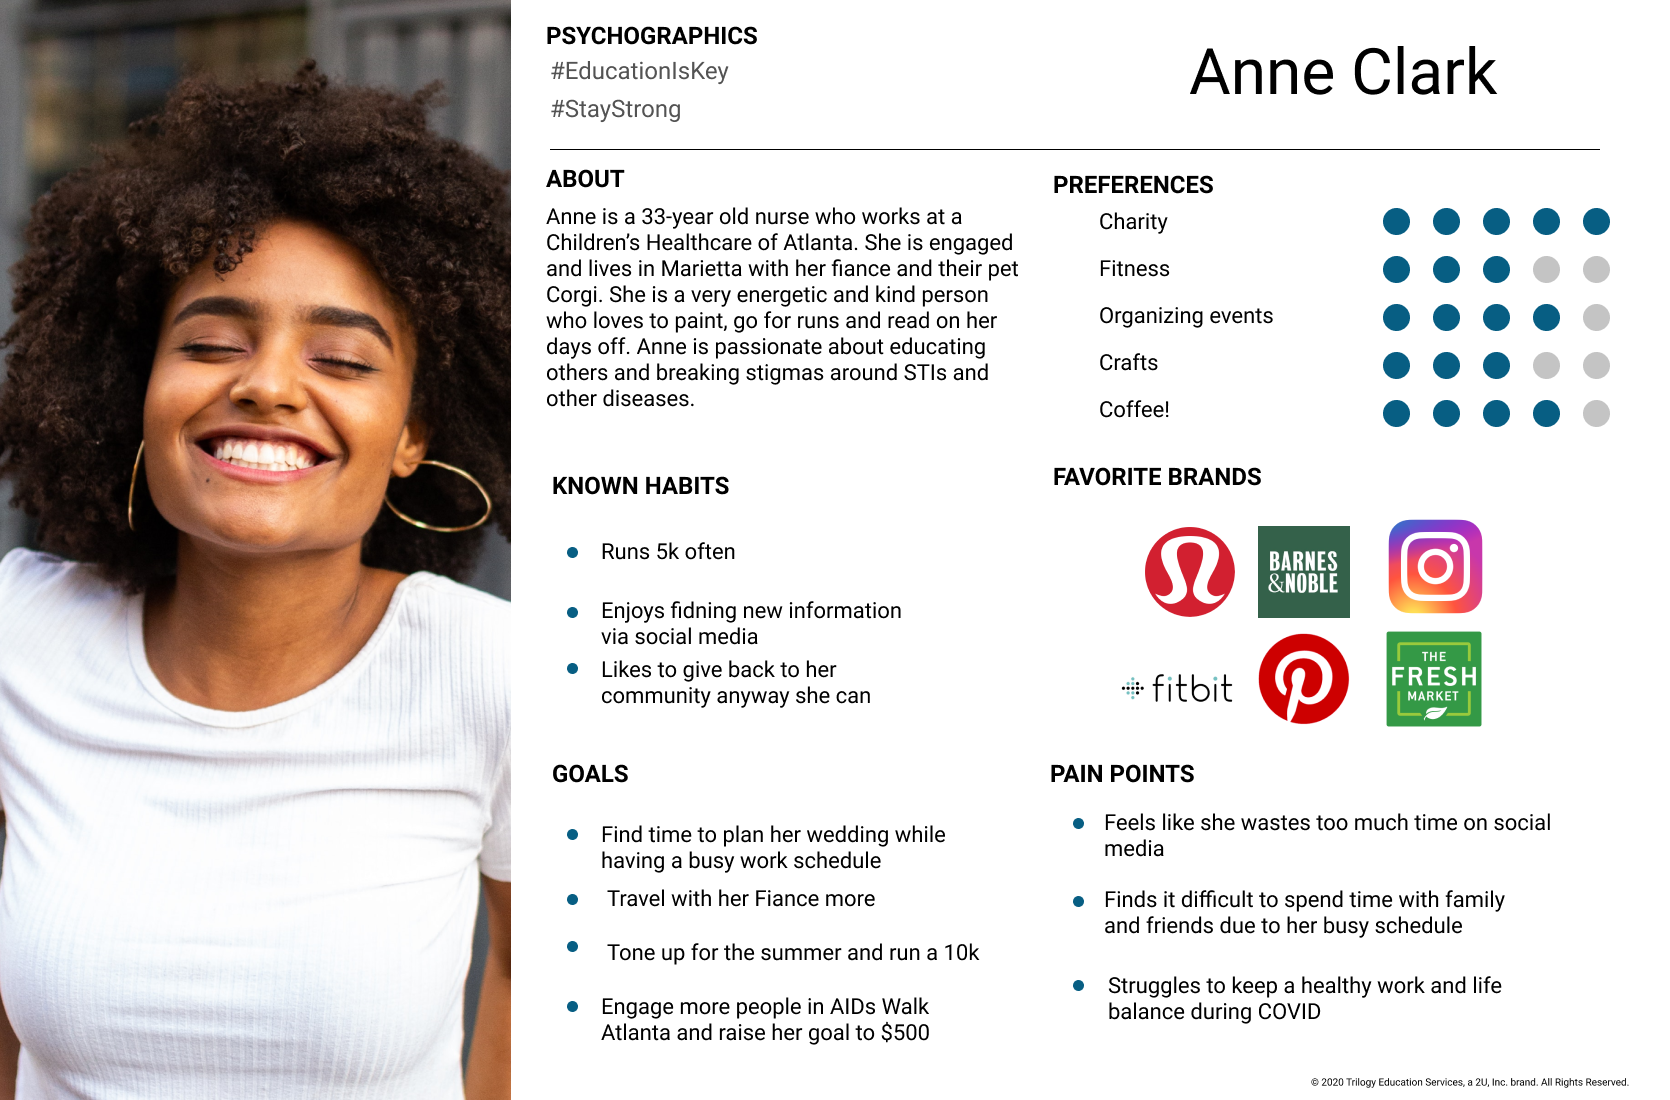 PSYCHOGRAPHICS
#EducationIsKey
#StayStrong
Anne Clark
ABOUT
Anne is a 33-year old nurse who works at a
Children’s Healthcare of Atlanta. She is engaged
and lives in Marietta with her fiance and their pet
Corgi. She is a very energetic and kind person
who loves to paint, go for runs and read on her
days off. Anne is passionate about educating
others and breaking stigmas around STIs and
other diseases.
PREFERENCES
Charity
Fitness
Organizing events
Crafts
Coffee!
KNOWN HABITS
Runs 5k often
Enjoys fidning new information
via social media
Likes to give back to her
community anyway she can
FAVORITE BRANDS
BARNES
&NOBLE
fitbit
THE
FRESH
MARKET
GOALS
Find time to plan her wedding while
having a busy work schedule
Travel with her Fiance more
Tone up for the summer and run a 10k
Engage more people in AIDs Walk
Atlanta and raise her goal to $500
PAIN POINTS
Feels like she wastes too much time on social
media
Finds it difficult to spend time with family
and friends due to her busy schedule
Struggles to keep a healthy work and life
balance during COVID
© 2020 Trilogy Education Services, a 2U, Inc. brand. All Rights Reserved.